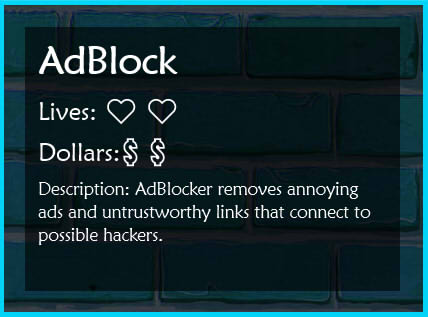 AdBlock
Lives: ♡ ♡
Dollars: $ $
Description: AdBlocker removes annoying
ads and untrustworthy links that connect to
possible hackers.